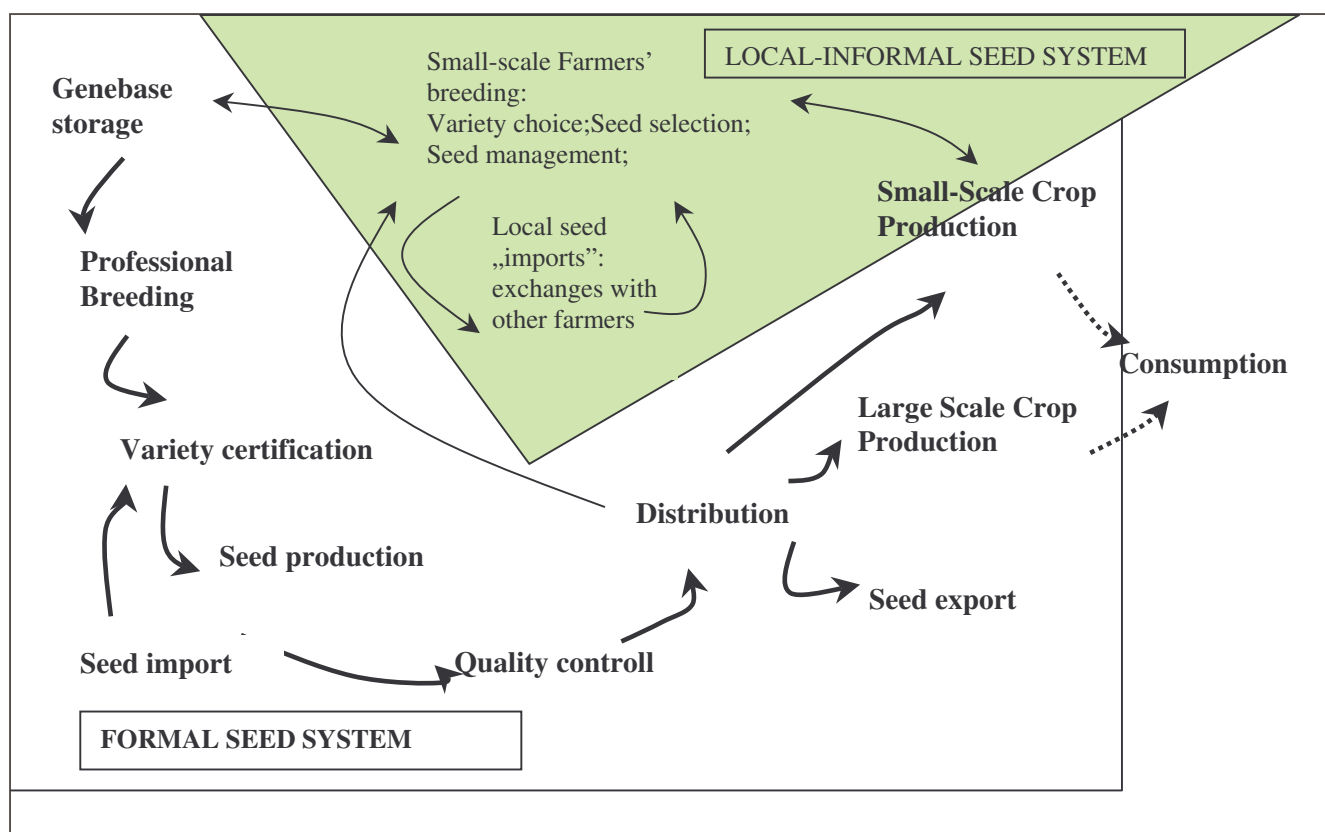 LOCAL-INFORMAL SEED SYSTEM
Small-scale Farmers’
breeding:
Variety choice;Seed selection;
Seed management;
Genebase
storage
Small-Scale Crop
Production
Local seed
„imports”:
exchanges with
other farmers
Professional
Breeding
Consumption
Large Scale Crop
Production
Variety certification
Distribution
Seed production
Seed export
Seed import
Quality controll
FORMAL SEED SYSTEM